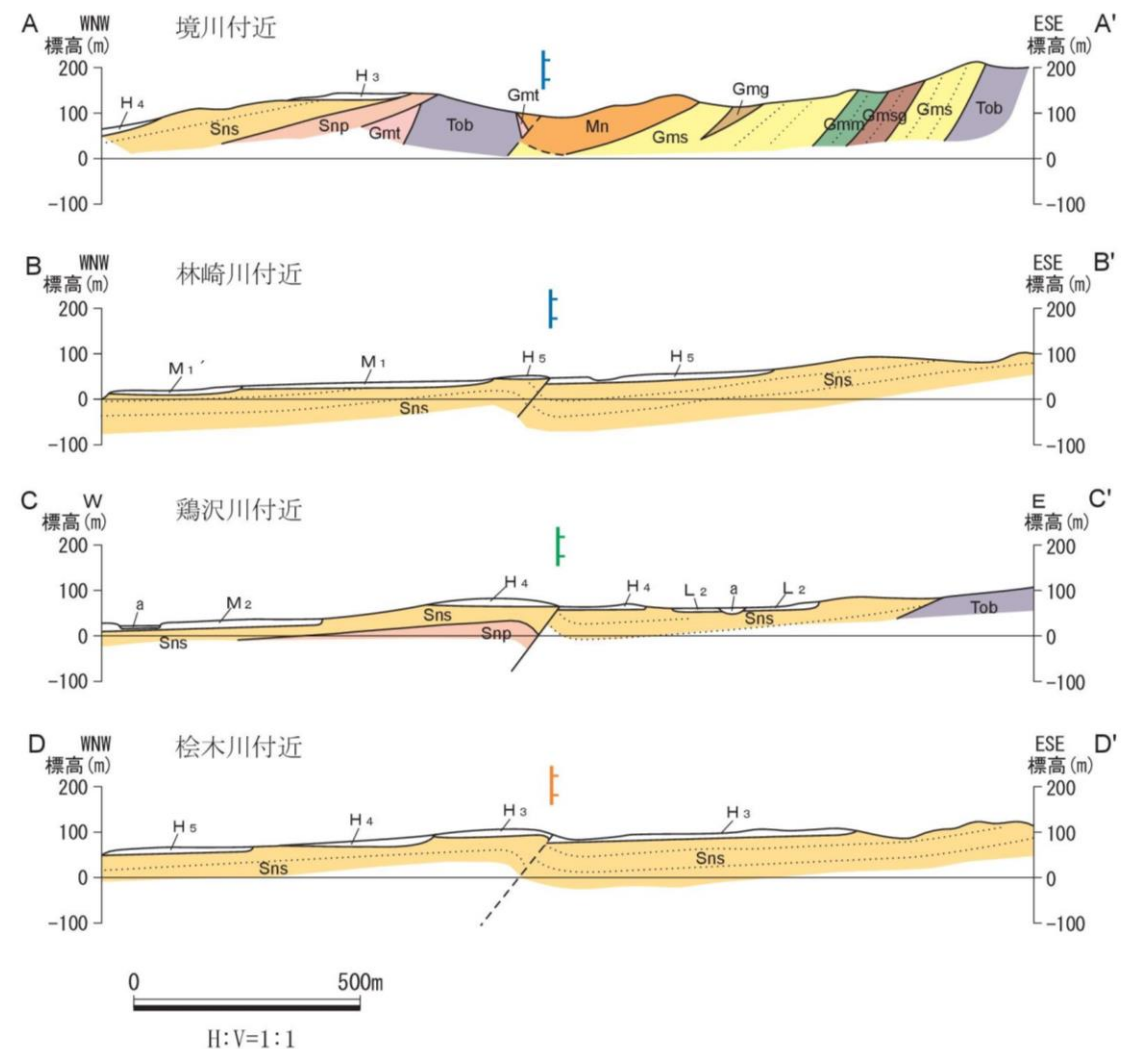 A WNW 境川付近 ESE A'
標高(m) 標高(m)
200 H3 200
H4 Gmt Gmg
100 100
Sns Snp Gmt Tob Mn Gms Gmm Gmsg Gms Tob
0 0
-100 -100
B WNW 林崎川付近 ESE B'
標高(m) 標高(m)
200 200
100 M1 M1 H5 H5 100
Sns
0 Sns 0
-100 -100
C W 鶏沢川付近 E C'
標高(m) 標高(m)
200 200
100 H4 H4 L2 a L2 100
a M2 Sns Sns Tob
0 Sns Snp 0
-100 -100
D WNW 桧木川付近 ESE D'
標高(m) 標高(m)
200 200
H5 H4 H3 H3
100 100
Sns Sns
0 0
-100 -100
0 500m
H:V=1:1